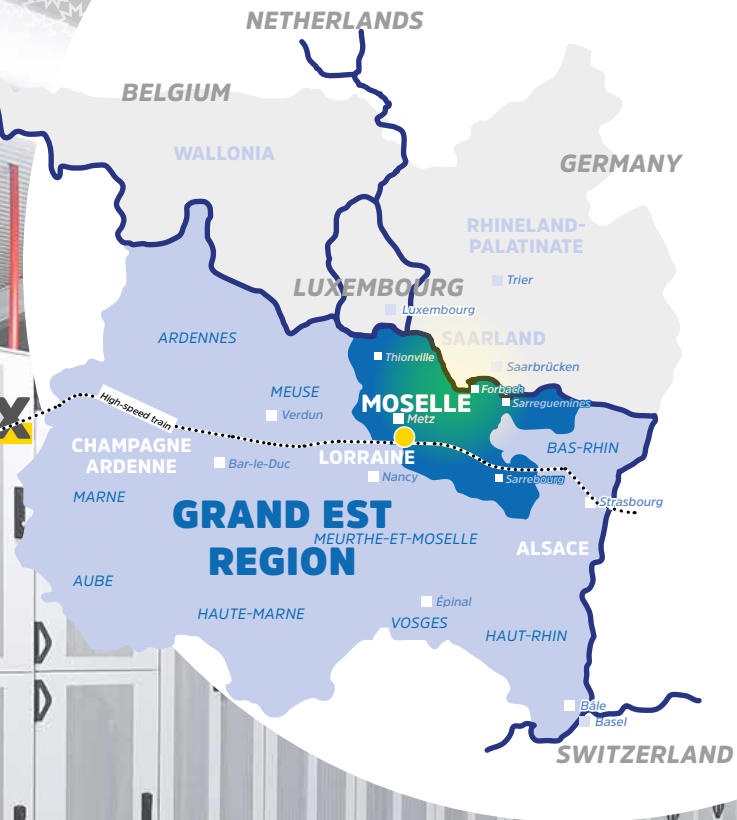 NETHERLANDS
BELGIUM
WALLONIA
GERMANY
RHINELAND-
PALATINATE
Trier
LUXEMBOURG
Luxembourg
SAARLAND
Saarbrücken
ARDENNES
Thionville
Forbach
MEUSE
MOSELLE
Sarreguemines
High-speed train
Verdun
Metz
X
CHAMPAGNE
ARDENNE
LORRAINE
BAS-RHIN
Bar-le-Duc
Nancy
Sarrebourg
MARNE
Strasbourg
GRAND EST
REGION
MEURTHE-ET-MOSELLE
ALSACE
AUBE
Épinal
HAUTE-MARNE
VOSGES
HAUT-RHIN
Bâle
Basel
SWITZERLAND